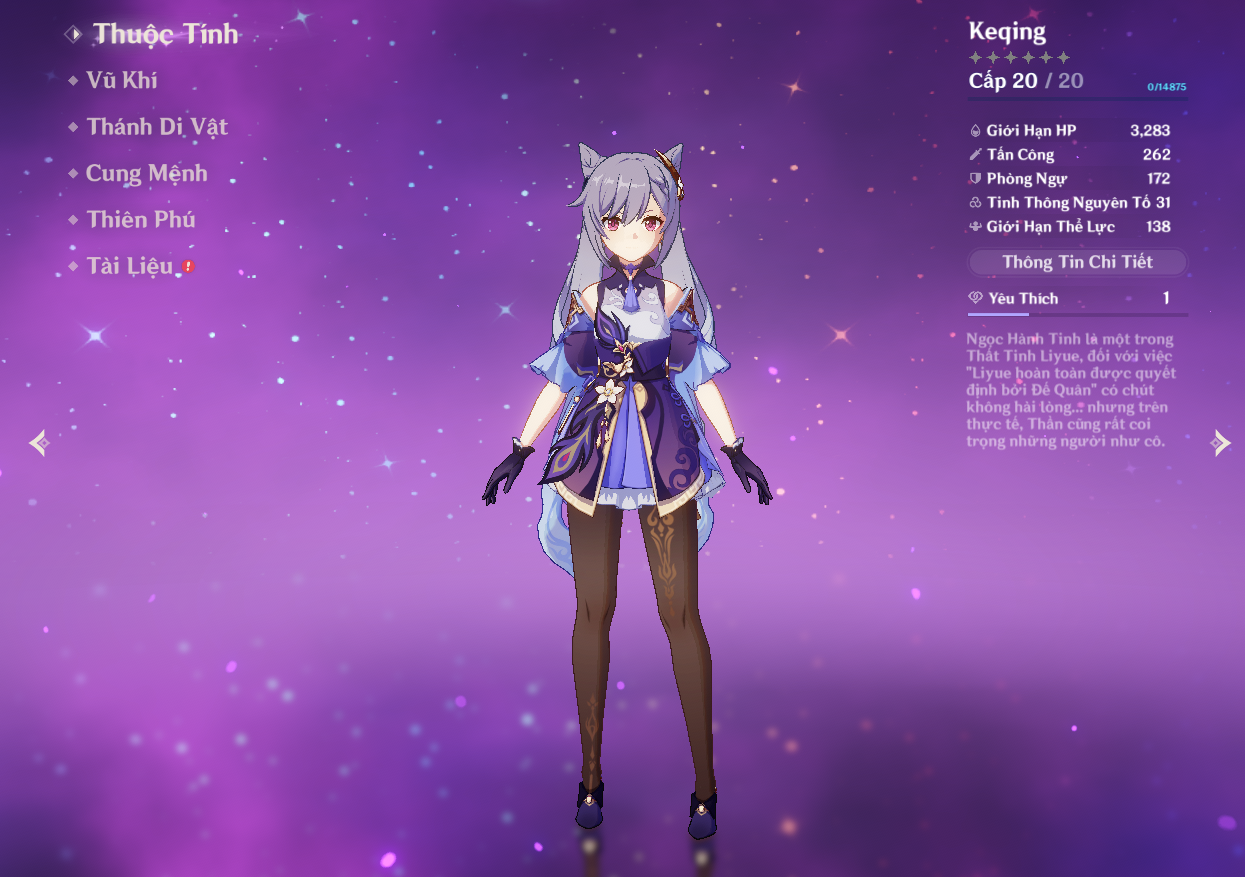 Thuộc Tính
Vũ Khí
Thánh Di Vật
Cung Mệnh
Thiên Phú
Tài Liệu
Keqing
Cấp 20 / 20
0/14875
Giới Hạn HP 3,283
Tấn Công 262
Phòng Ngự 172
Tinh Thông Nguyên Tố 31
Giới Hạn Thể Lực 138
Thông Tin Chi Tiết
Yêu Thích 1
Ngọc Hành Tinh là một trong
Thất Tinh Liyue, đối với việc
"Liyue hoàn toàn được quyết
định bởi Đế Quân" có chút
không hài lòng... nhưng trên
thực tế, Thần cũng rất coi
trọng những người như cô.